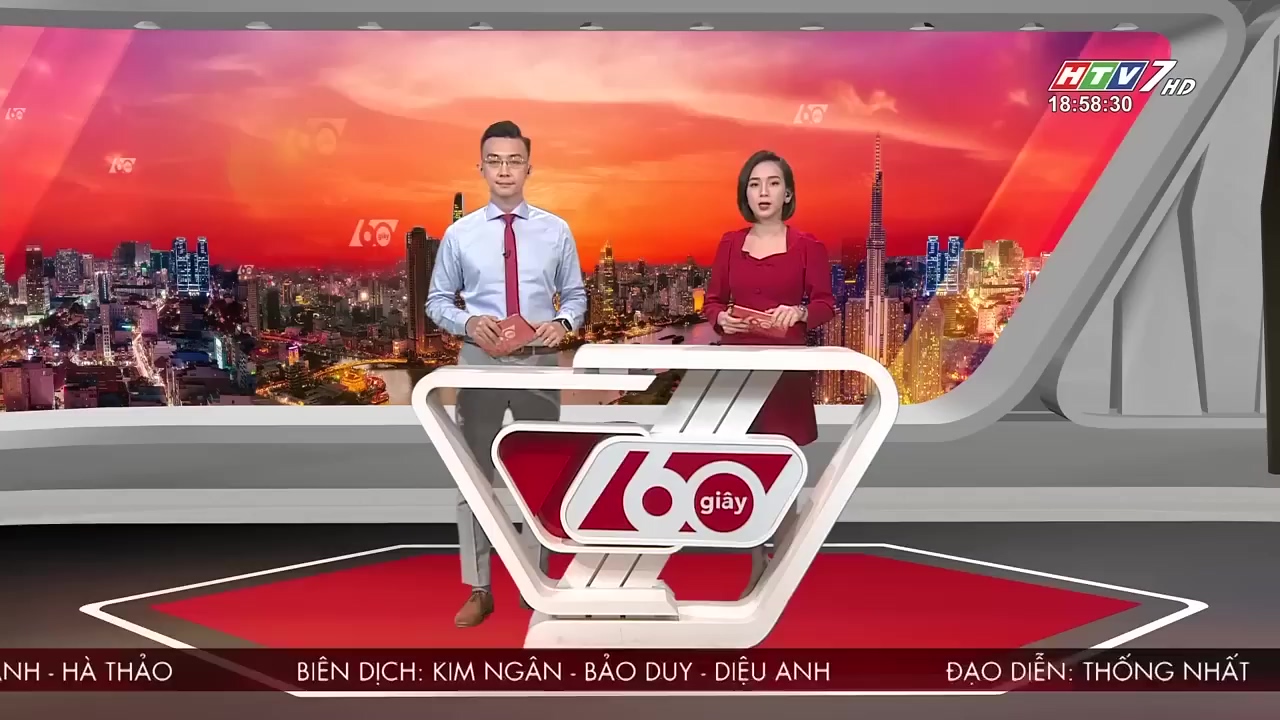 HTV7 HD
18:58:30
60
giây
ẢNH - HÀ THẢO BIÊN DỊCH: KIM NGÂN - BẢO DUY - DIỆU ANH ĐẠO DIỄN: THỐNG NHẤT